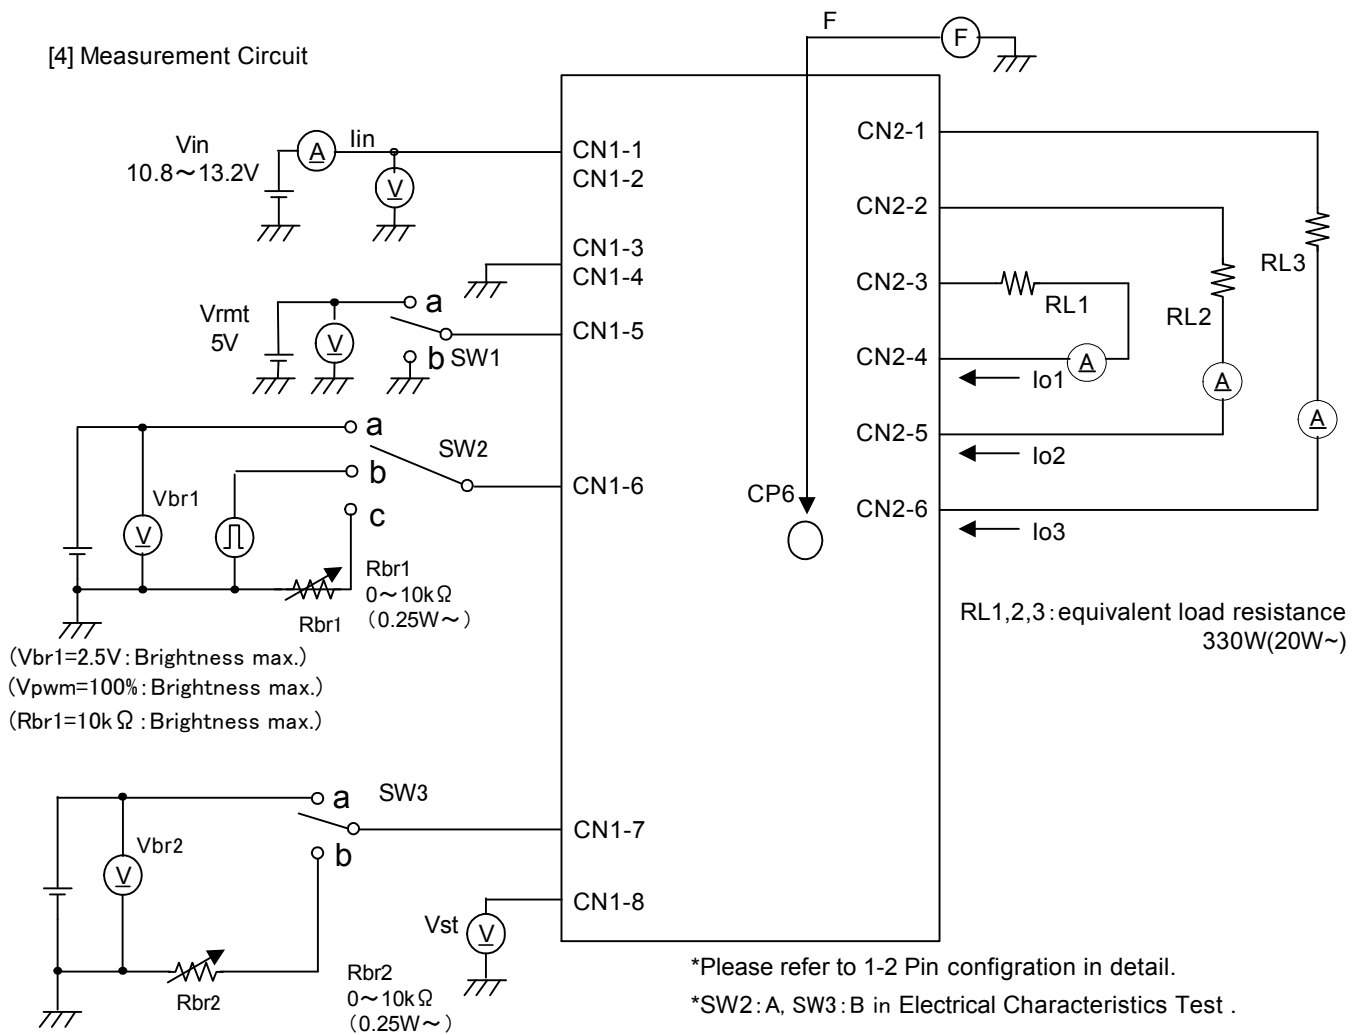 [4] Measurement Circuit
F
F
Vin
10.8～13.2V
A
Iin
V
CN1-1
CN1-2
CN1-3
CN1-4
Vrmt
5V
V
a
b SW1
CN1-5
a
SW2
b
c
Vbr1
V
CN1-6
Rbr1
Rbr1
0～10kΩ
(0.25W～)
(Vbr1=2.5V:Brightness max.)
(Vpwm=100%:Brightness max.)
(Rbr1=10kΩ:Brightness max.)
a
SW3
b
Vbr2
V
CN1-7
Rbr2
Rbr2
0～10kΩ
(0.25W～)
Vst
V
CN1-8
CP6
CN2-1
CN2-2
CN2-3
CN2-4
CN2-5
CN2-6
RL1
RL2
RL3
A
A
A
Io1
Io2
Io3
RL1,2,3:equivalent load resistance
330W(20W~)
*Please refer to 1-2 Pin configration in detail.
*SW2:A, SW3:B in Electrical Characteristics Test .